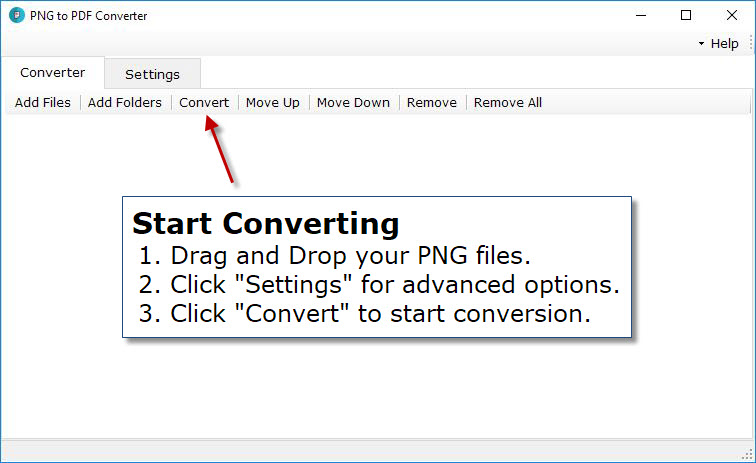 PNG to PDF Converter
Help
Converter Settings
Add Files Add Folders Convert Move Up Move Down Remove Remove All
Start Converting
1. Drag and Drop your PNG files.
2. Click "Settings" for advanced options.
3. Click "Convert" to start conversion.